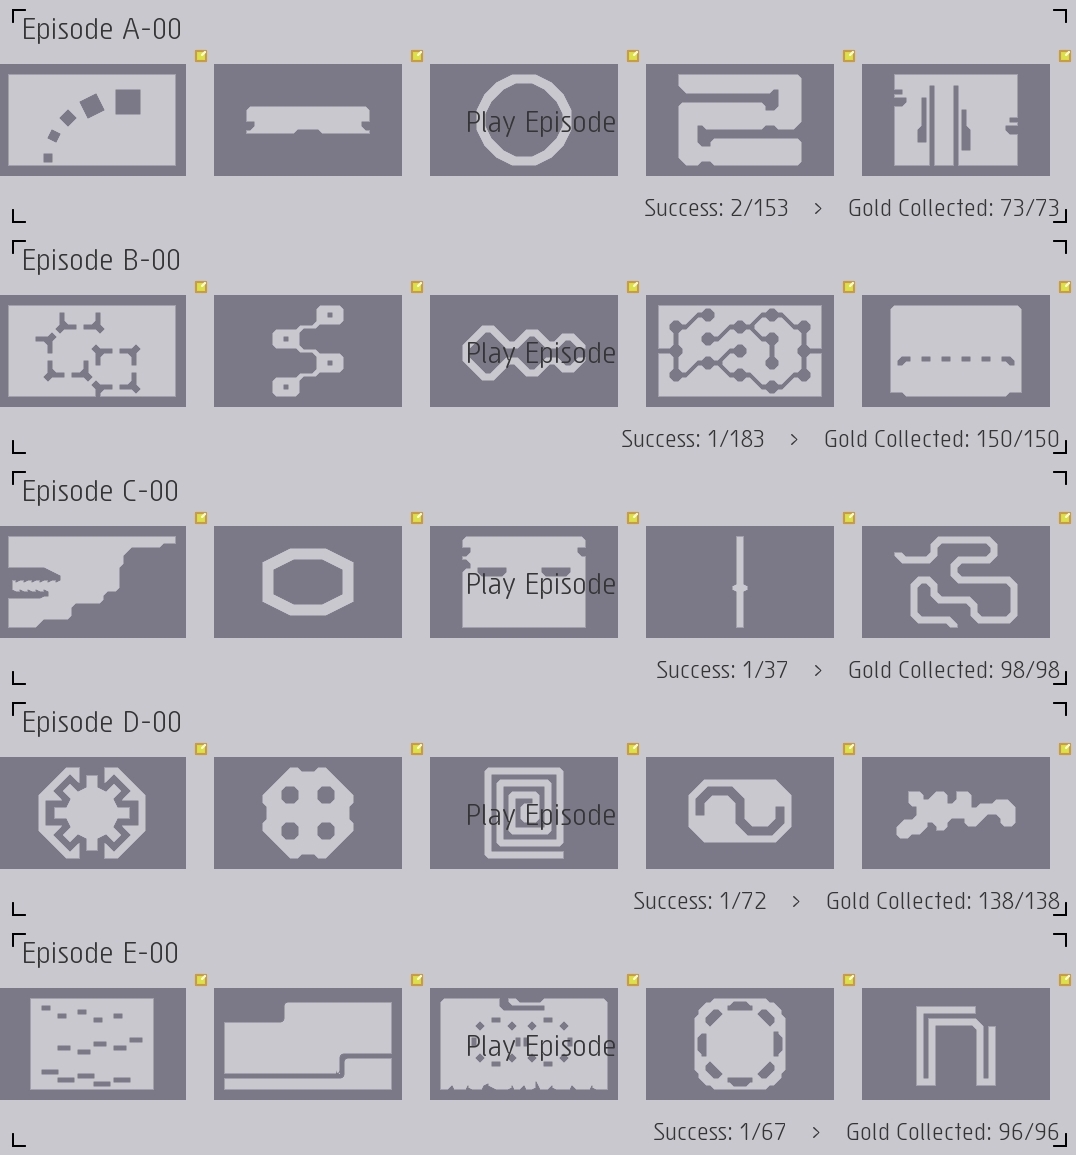 Episode A-00
Play Episode
Success: 2/153 > Gold Collected: 73/73
Episode B-00
Play Episode
Success: 1/183 > Gold Collected: 150/150
Episode C-00
Play Episode
Success: 1/37 > Gold Collected: 98/98
Episode D-00
Play Episode
Success: 1/72 > Gold Collected: 138/138
Episode E-00
Play Episode
Success: 1/67 > Gold Collected: 96/96